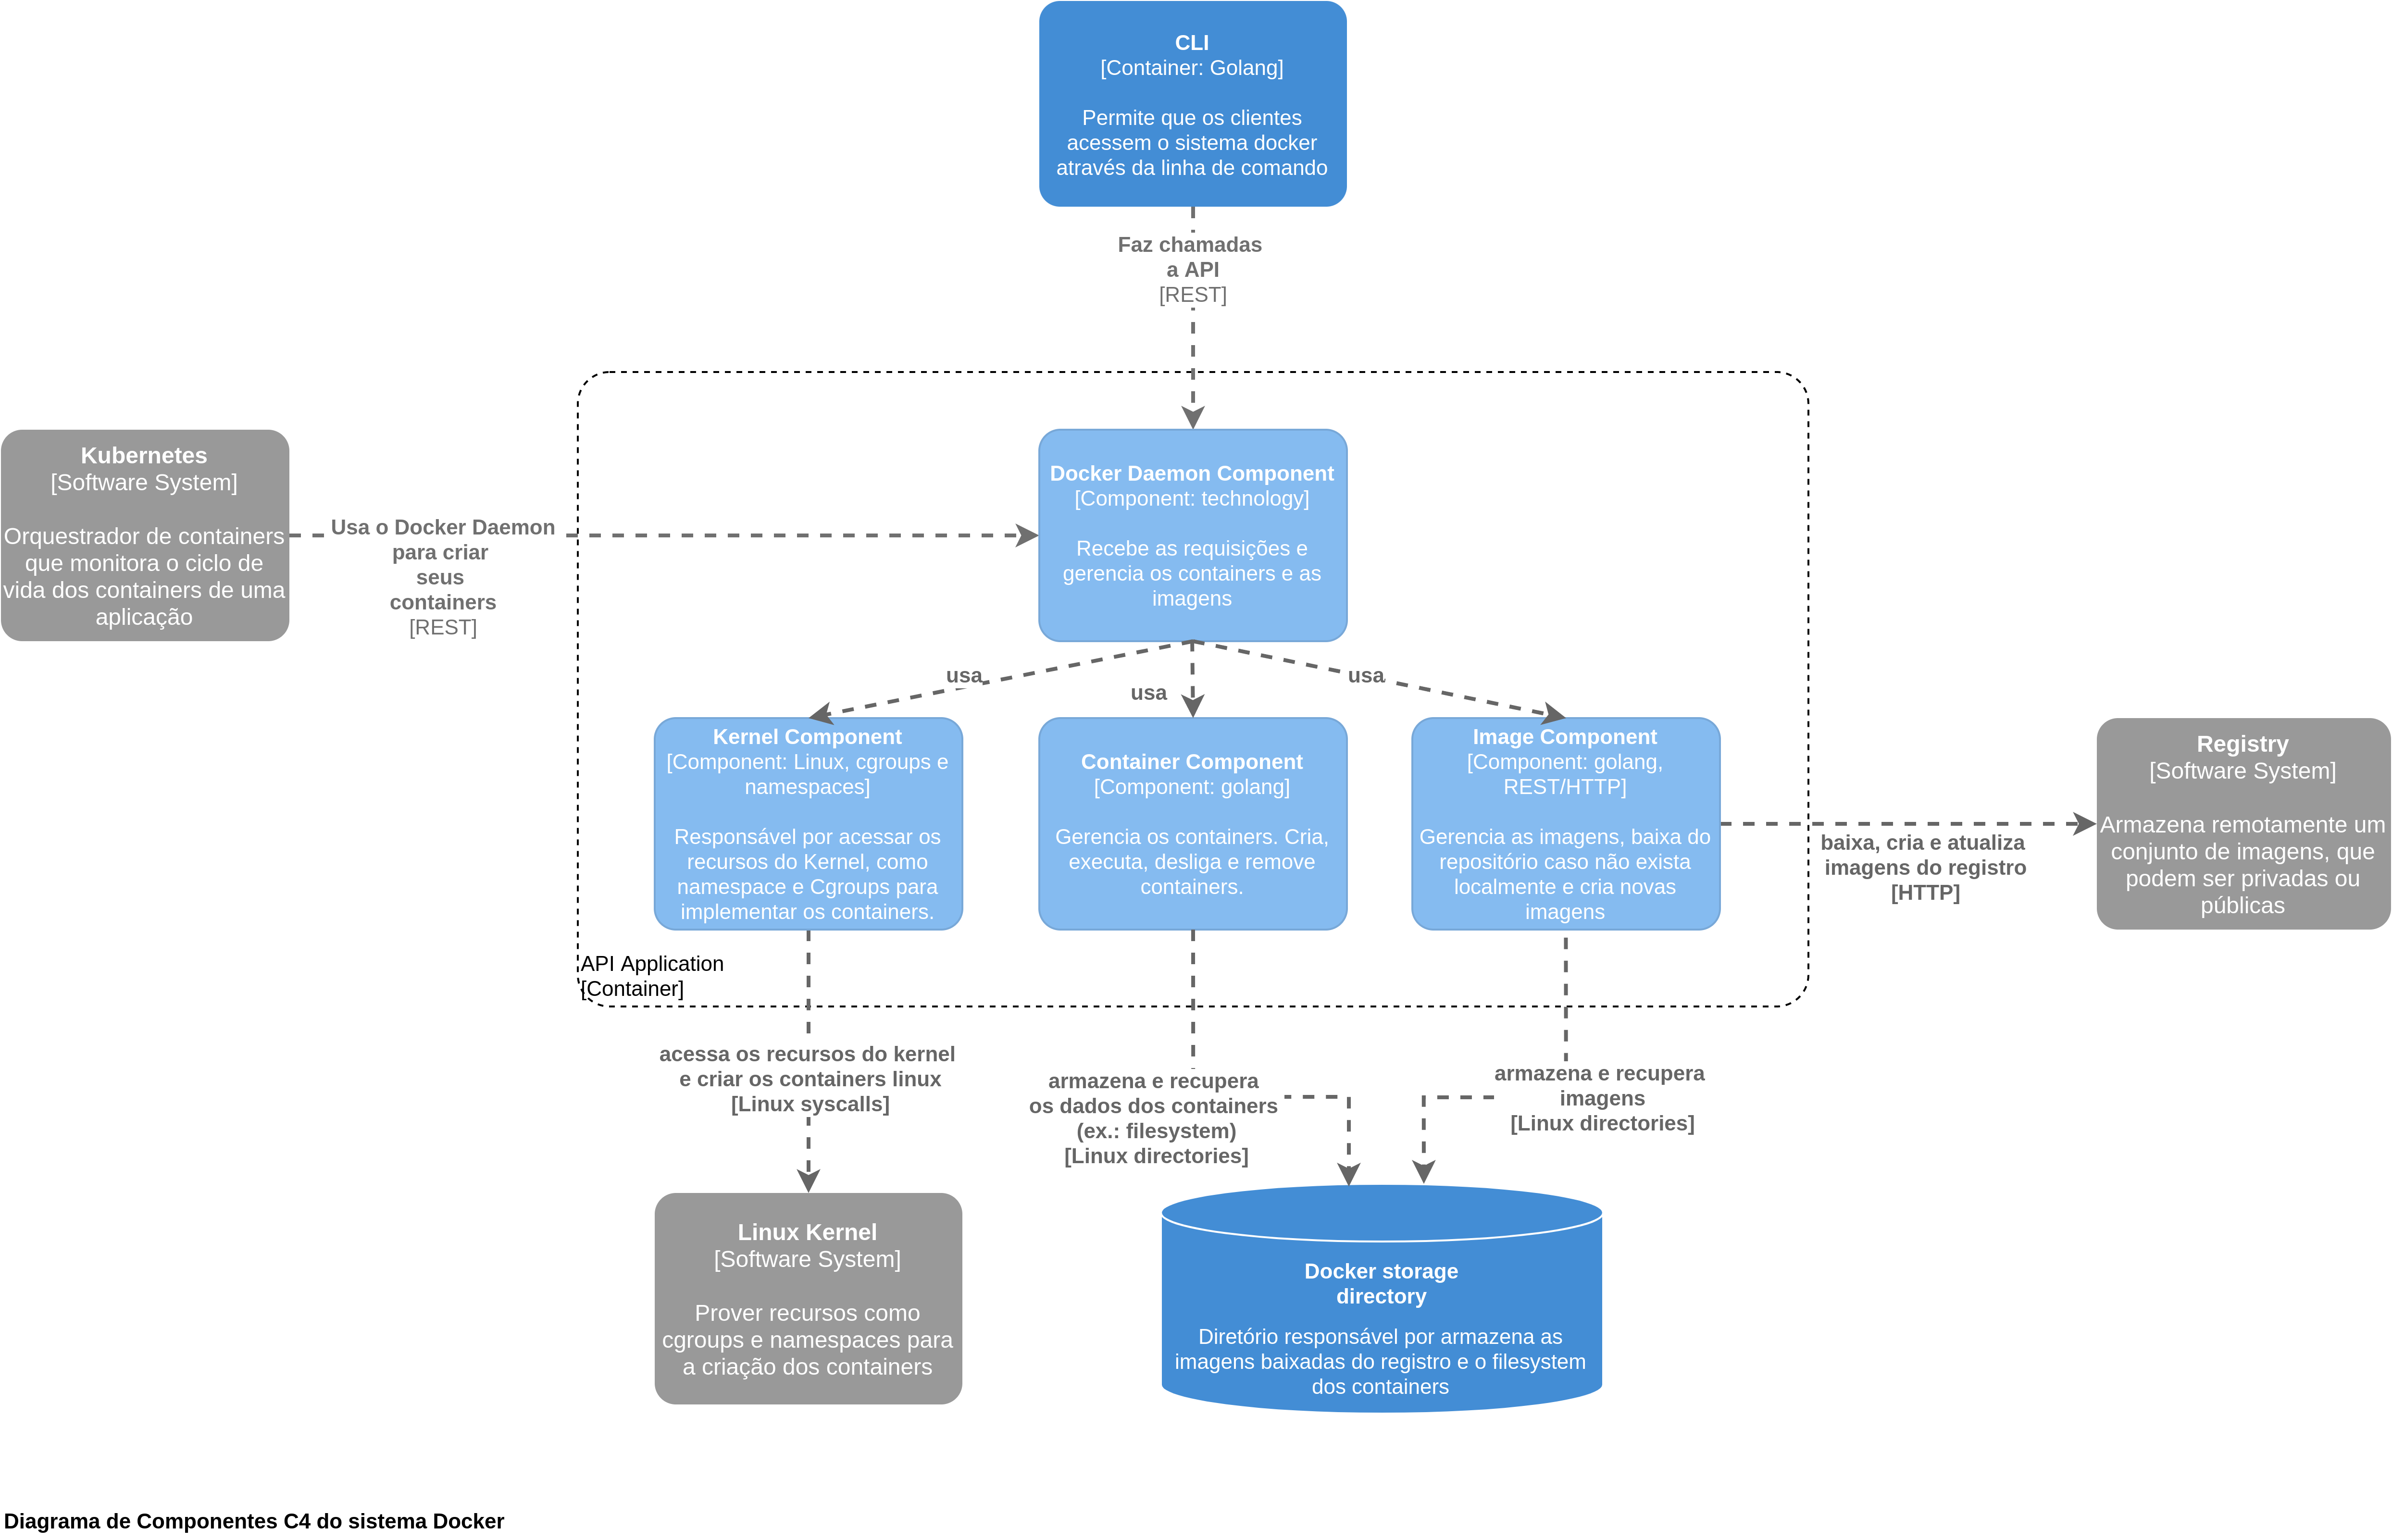 CLI
[Container: Golang]
Permite que os clientes
acessem o sistema docker
através da linha de comando
Faz chamadas
a API
[REST]
Kubernetes
[Software System]
Orquestrador de containers
que monitora o ciclo de
vida dos containers de uma
aplicação
Usa o Docker Daemon
para criar
seus
containers
[REST]
Docker Daemon Component
[Component: technology]
Recebe as requisições e
gerencia os containers e as
imagens
usa
usa
usa
Kernel Component
[Component: Linux, cgroups e
namespaces]
Responsável por acessar os
recursos do Kernel, como
namespace e Cgroups para
implementar os containers.
Container Component
[Component: golang]
Gerencia os containers. Cria,
executa, desliga e remove
containers.
Image Component
[Component: golang,
REST/HTTP]
Gerencia as imagens, baixa do
repositório caso não exista
localmente e cria novas
imagens
baixa, cria e atualiza
imagens do registro
[HTTP]
Registry
[Software System]
Armazena remotamente um
conjunto de imagens, que
podem ser privadas ou
públicas
API Application
[Container]
acessa os recursos do kernel
e criar os containers linux
[Linux syscalls]
armazena e recupera
os dados dos containers
(ex.: filesystem)
[Linux directories]
armazena e recupera
imagens
[Linux directories]
Linux Kernel
[Software System]
Prover recursos como
cgroups e namespaces para
a criação dos containers
Docker storage
directory
Diretório responsável por armazena as
imagens baixadas do registro e o filesystem
dos containers
Diagrama de Componentes C4 do sistema Docker